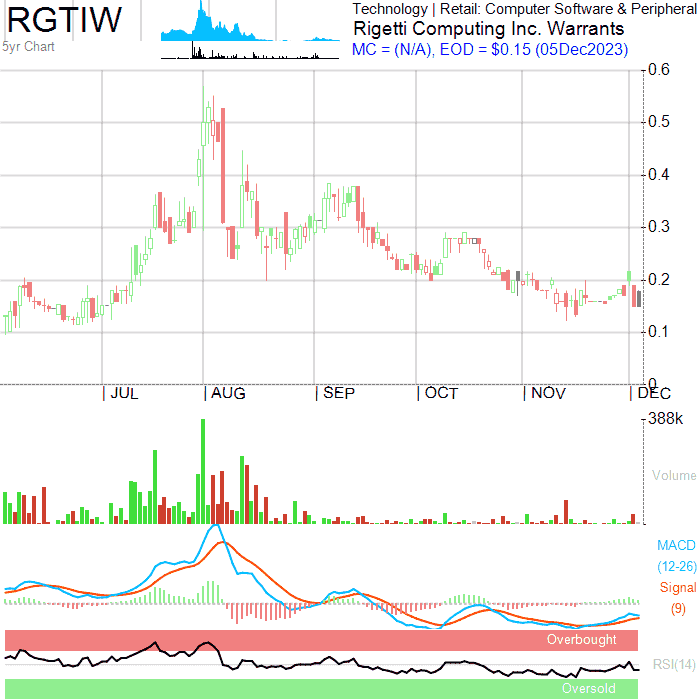 RGTIW
5yr Chart
Technology | Retail: Computer Software & Peripheral
Rigetti Computing Inc. Warrants
MC = (N/A), EOD = $0.15 (05Dec2023)
0.6
0.5
0.4
0.3
0.2
0.1
0
| JUL | AUG | SEP | OCT | NOV | DEC
388k
Volume
MACD
(12-26)
Signal
(9)
Overbought
RSI(14)
Oversold